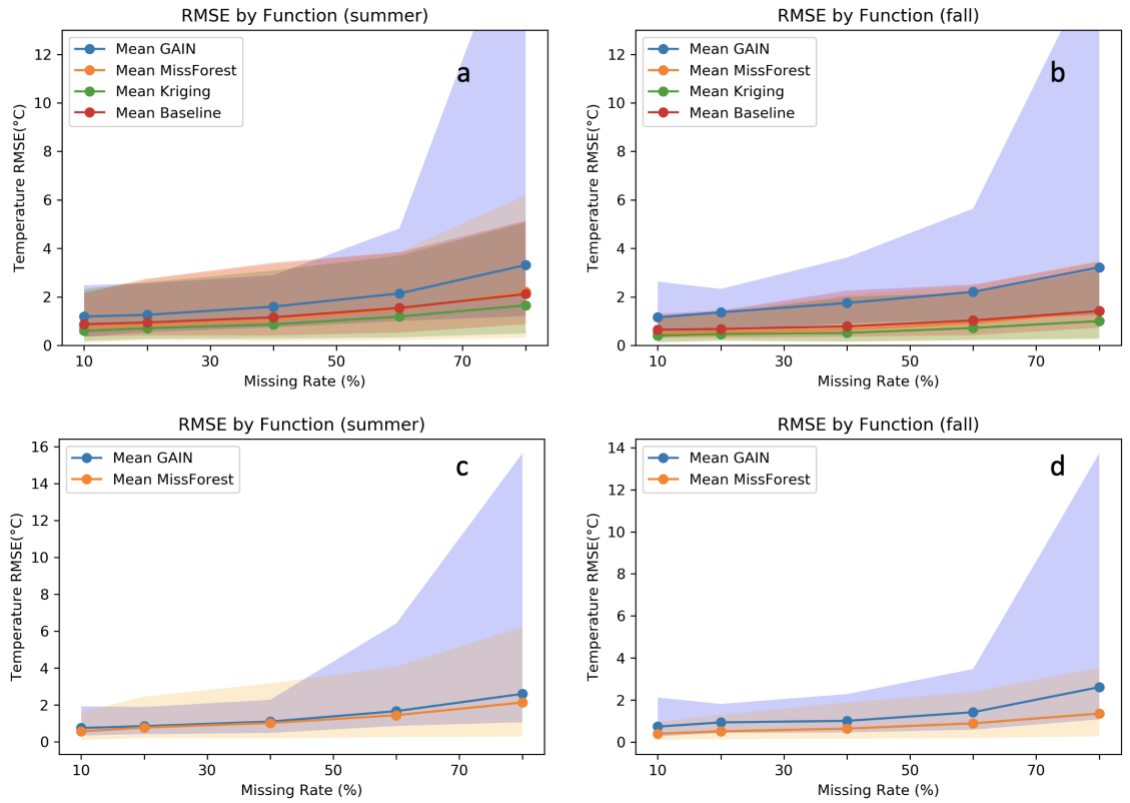 RMSE by Function (summer)
Temperature RMSE(°C)
12
10
8
6
4
2
0
Mean GAIN
Mean MissForest
Mean Kriging
Mean Baseline
a
10 30 50 70
Missing Rate (%)
RMSE by Function (fall)
Temperature RMSE(°C)
12
10
8
6
4
2
0
Mean GAIN
Mean MissForest
Mean Kriging
Mean Baseline
b
10 30 50 70
Missing Rate (%)
RMSE by Function (summer)
Temperature RMSE(°C)
16
14
12
10
8
6
4
2
0
Mean GAIN
Mean MissForest
c
10 30 50 70
Missing Rate (%)
RMSE by Function (fall)
Temperature RMSE(°C)
14
12
10
8
6
4
2
0
Mean GAIN
Mean MissForest
d
10 30 50 70
Missing Rate (%)